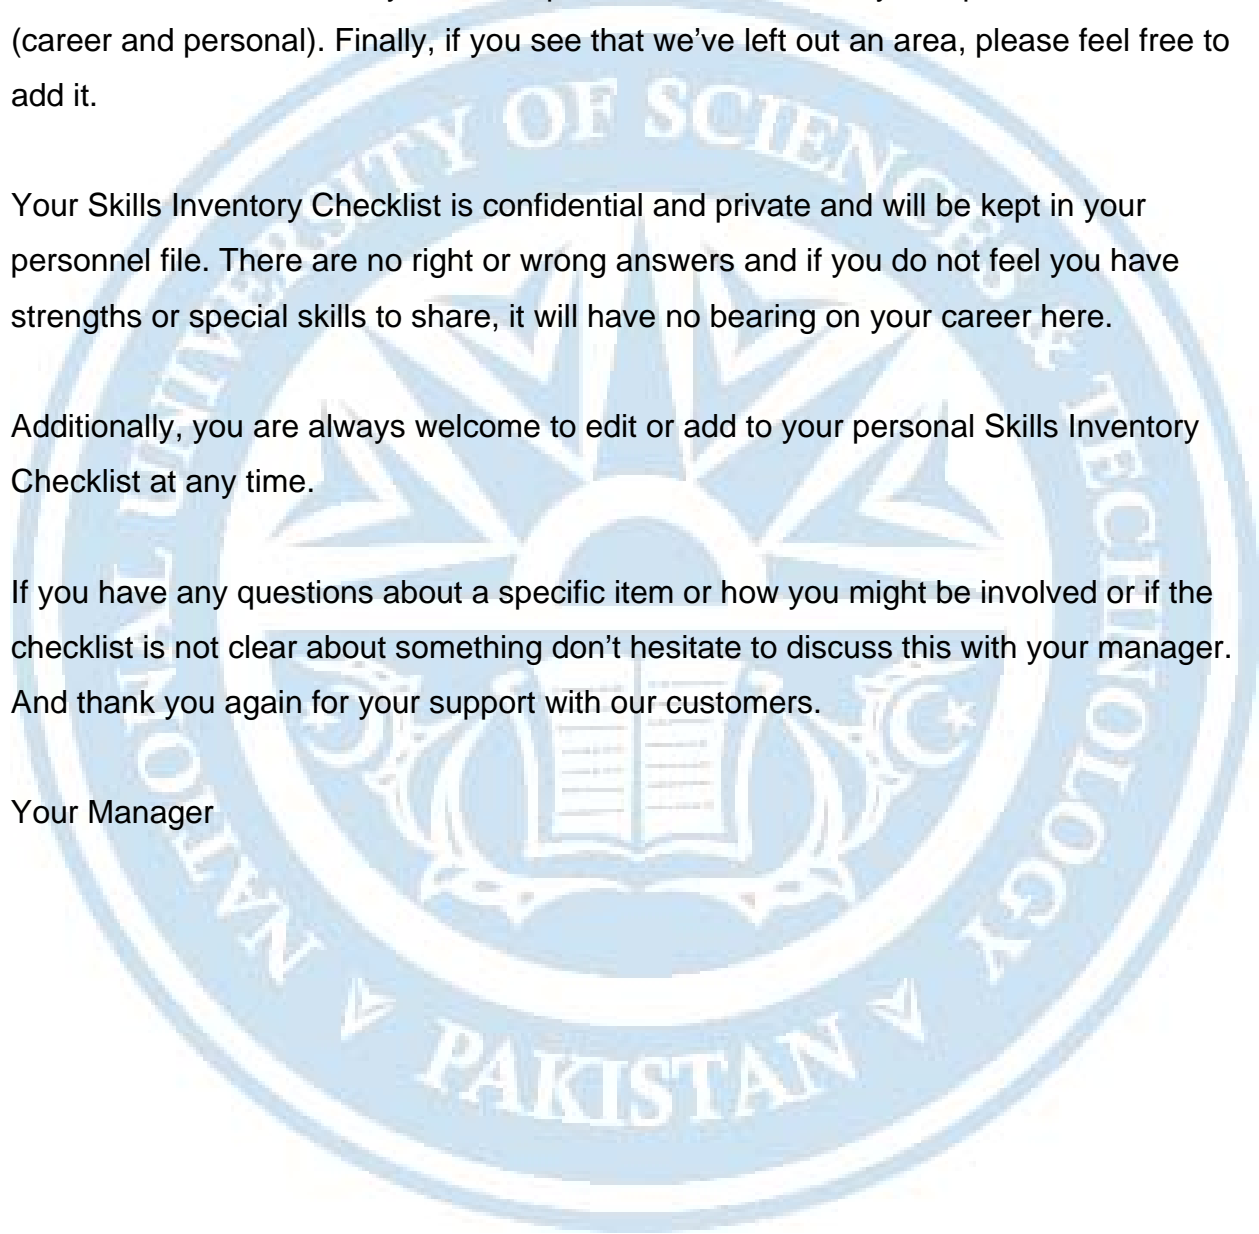 (career and personal). Finally, if you see that we’ve left out an area, please feel free to
add it.
Your Skills Inventory Checklist is confidential and private and will be kept in your
personnel file. There are no right or wrong answers and if you do not feel you have
strengths or special skills to share, it will have no bearing on your career here.
Additionally, you are always welcome to edit or add to your personal Skills Inventory
Checklist at any time.
If you have any questions about a specific item or how you might be involved or if the
checklist is not clear about something don’t hesitate to discuss this with your manager.
And thank you again for your support with our customers.
Your Manager
NATIONAL UNIVERSITY OF SCIENCES & TECHNOLOGY
PAKISTAN